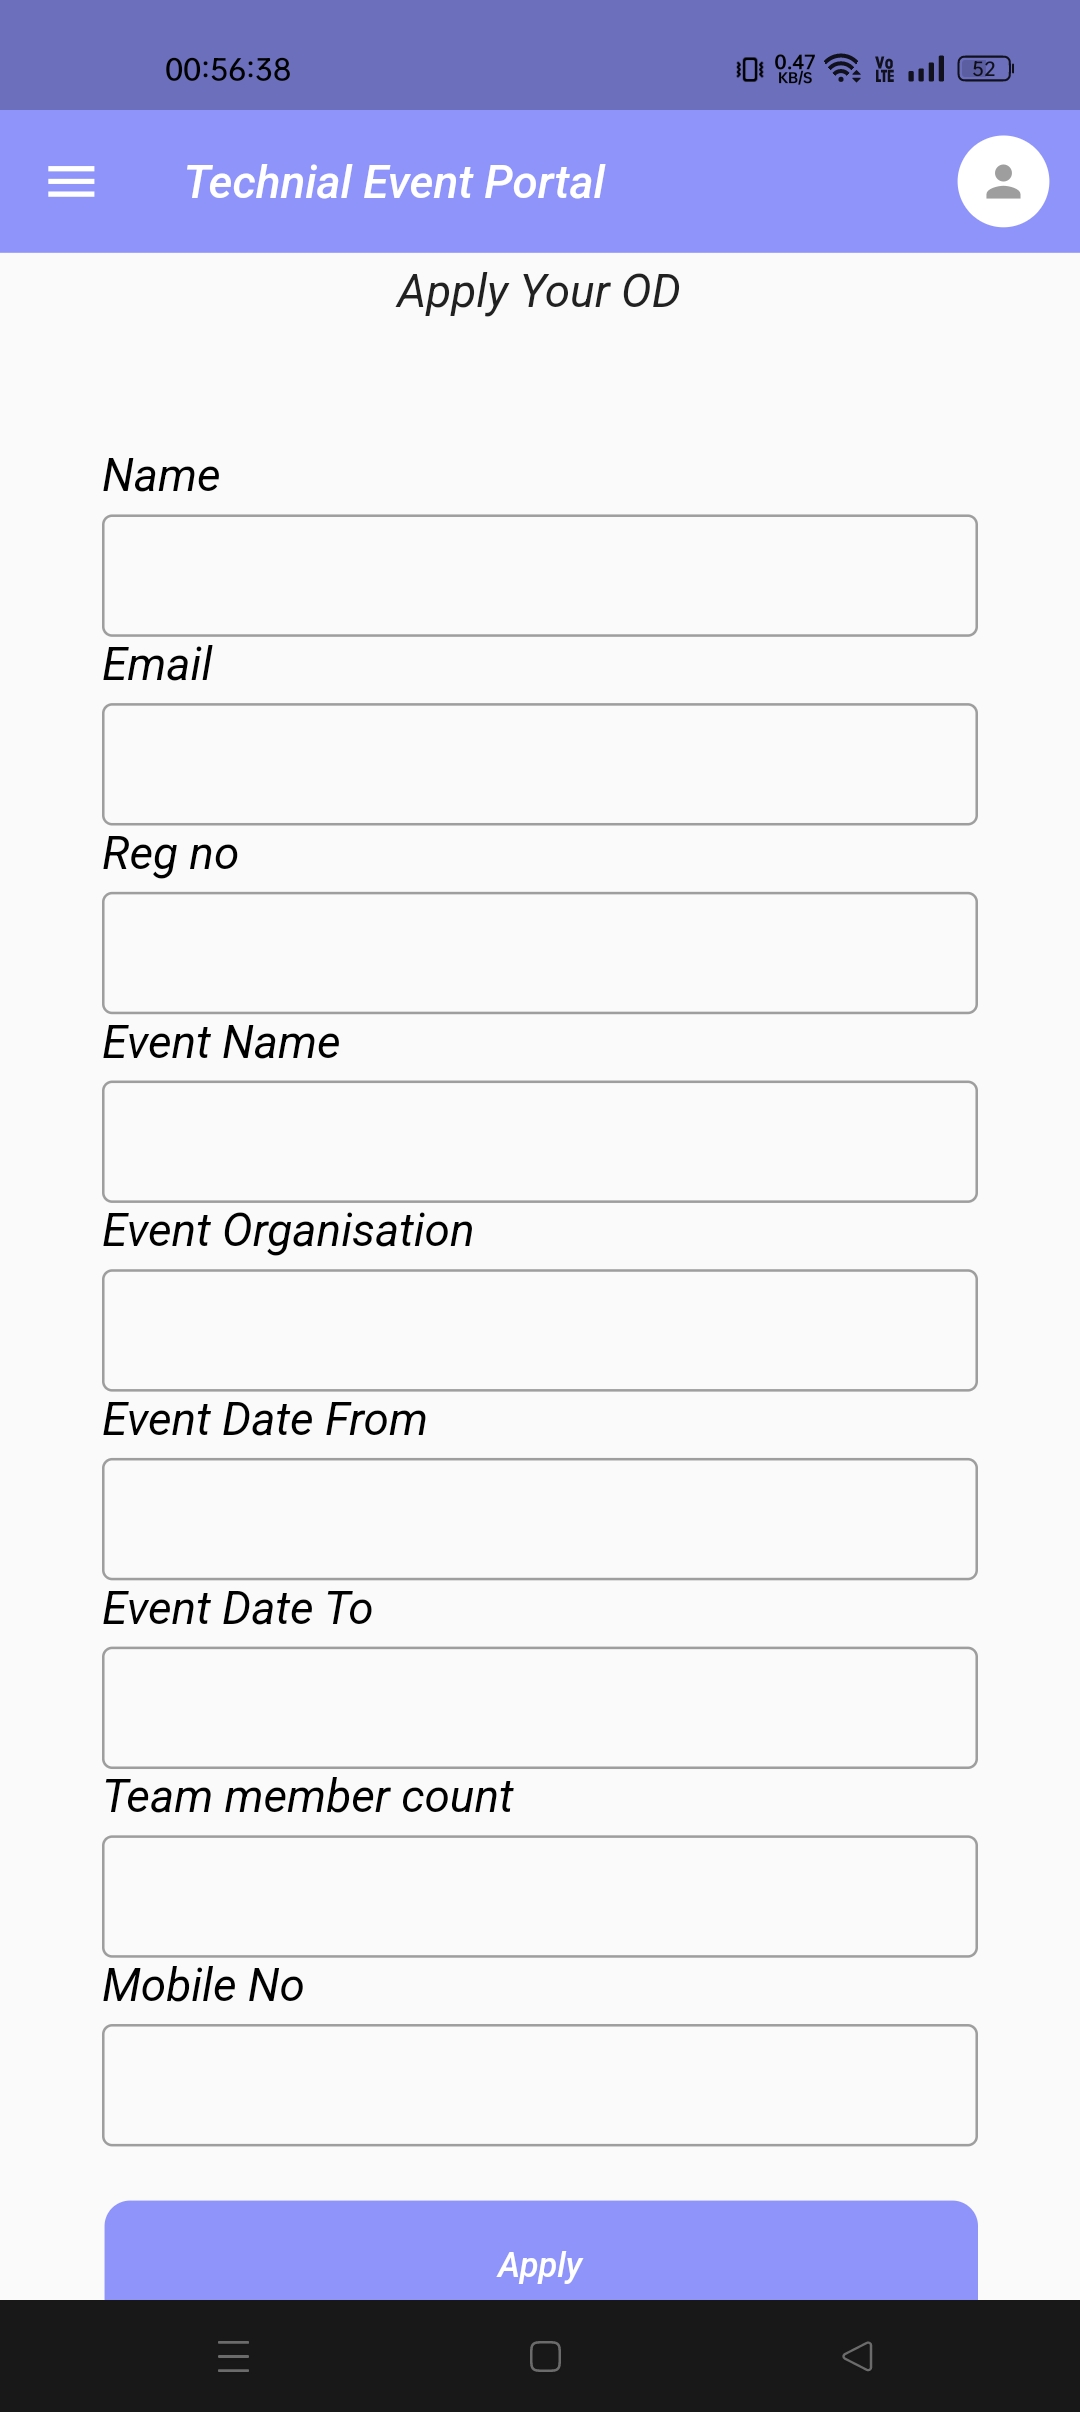 00:56:38
0.47
KB/S
Vo
LTE
52
Technial Event Portal
Apply Your OD
Name
Email
Reg no
Event Name
Event Organisation
Event Date From
Event Date To
Team member count
Mobile No
Apply